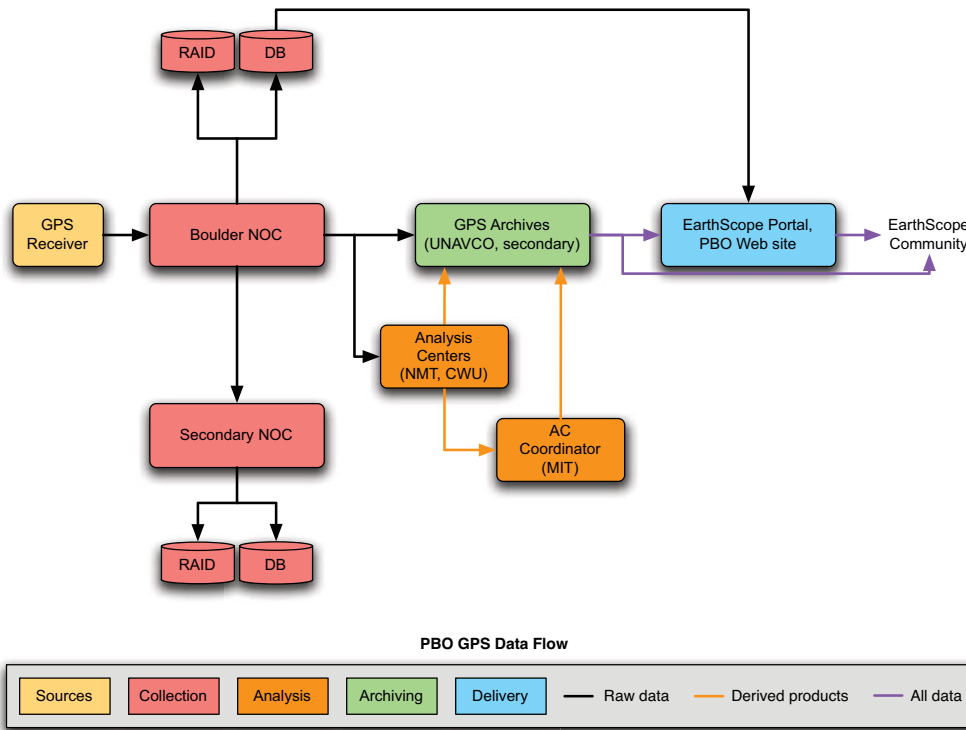 RAID
DB
GPS
Receiver
Boulder NOC
GPS Archives
(UNAVCO, secondary)
EarthScope Portal,
PBO Web site
EarthScope
Community
Analysis
Centers
(NMT, CWU)
Secondary NOC
AC
Coordinator
(MIT)
RAID
DB
PBO GPS Data Flow
Sources
Collection
Analysis
Archiving
Delivery
Raw data
Derived products
All data